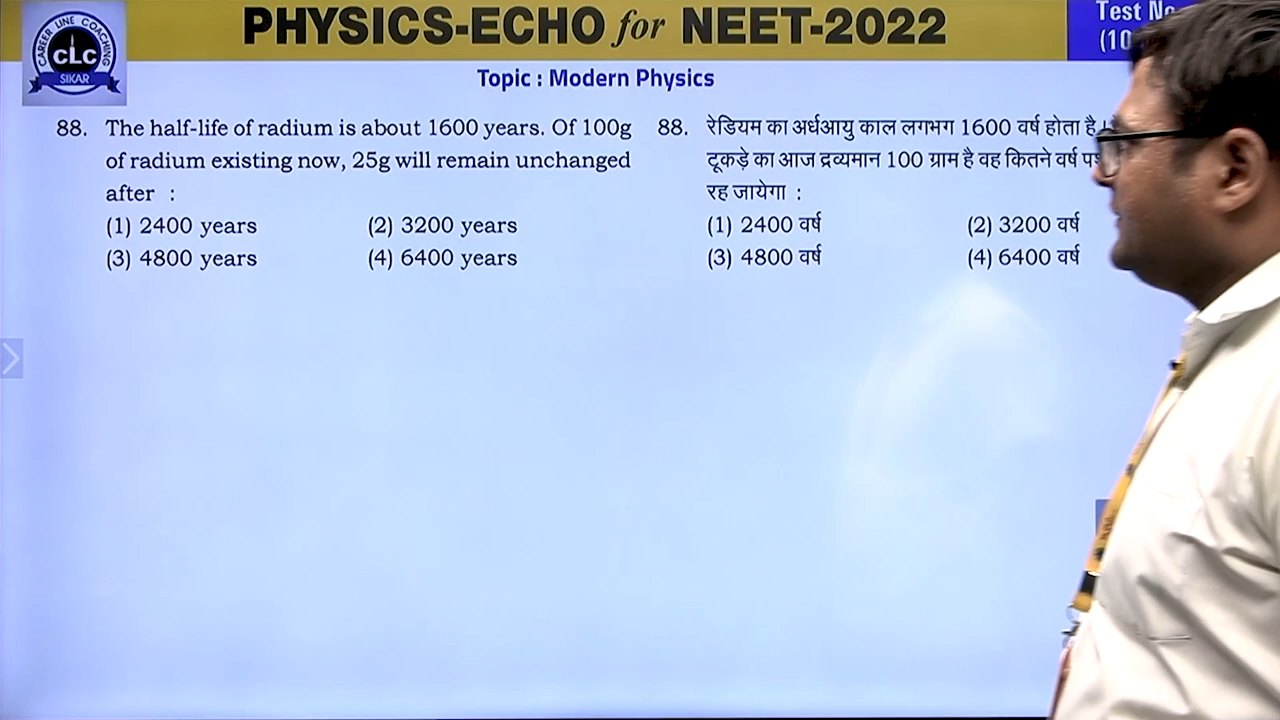 PHYSICS-ECHO for NEET-2022
Test No
(10
CAREER LINE COACHING
CLC
SIKAR
Topic : Modern Physics
88. The half-life of radium is about 1600 years. Of 100g
of radium existing now, 25g will remain unchanged
after :
(1) 2400 years (2) 3200 years
(3) 4800 years (4) 6400 years
88. रेडियम का अर्धआयु काल लगभग 1600 वर्ष होता है।
टूकड़े का आज द्रव्यमान 100 ग्राम है वह कितने वर्ष
रह जायेगा :
(1) 2400 वर्ष (2) 3200 वर्ष
(3) 4800 वर्ष (4) 6400 वर्ष